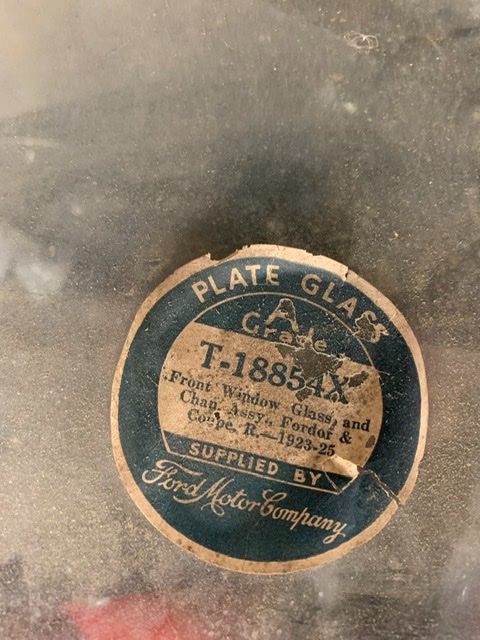 PLATE GLASS
A
Grade
T-18854X
Front Window Glass, and
Chan. Assy., Fordor &
Coupe, R.—1923-25
SUPPLIED BY
Ford Motor Company